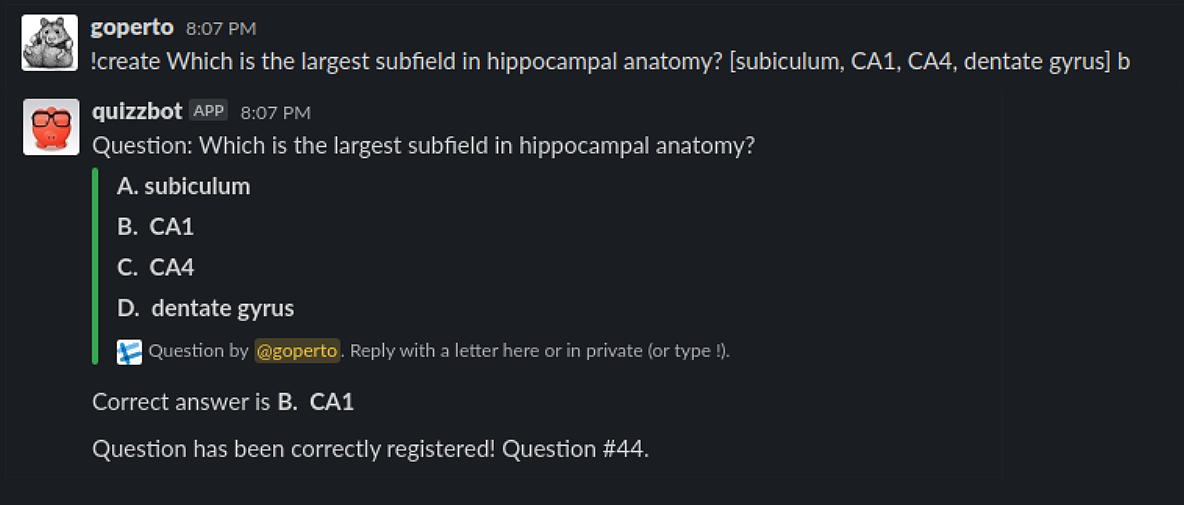 goperto 8:07 PM
!create Which is the largest subfield in hippocampal anatomy? [subiculum, CA1, CA4, dentate gyrus] b
quizzbot APP 8:07 PM
Question: Which is the largest subfield in hippocampal anatomy?
A. subiculum
B. CA1
C. CA4
D. dentate gyrus
Question by @goperto. Reply with a letter here or in private (or type !).
Correct answer is B. CA1
Question has been correctly registered! Question #44.